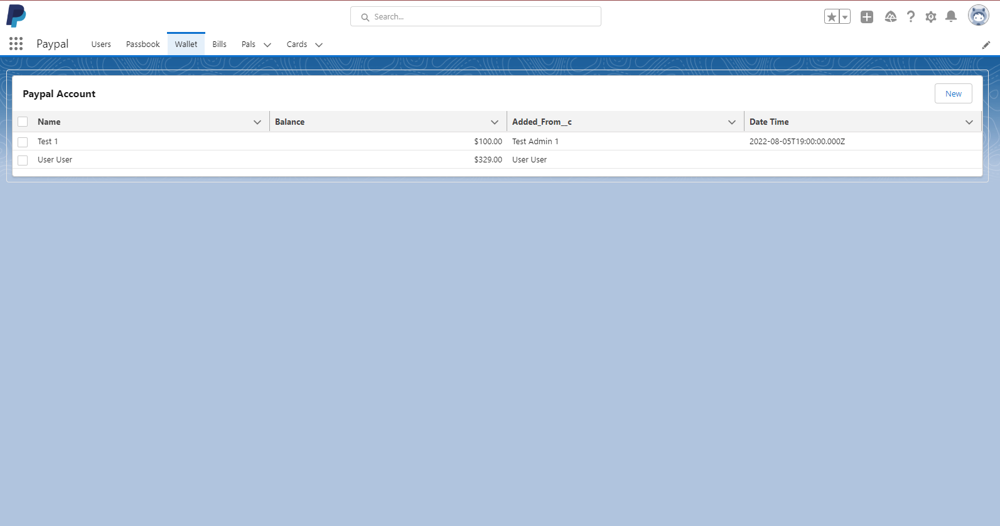 Search...
Paypal Users Passbook Wallet Bills Pals Cards
Paypal Account New
Name Balance Added_From__c Date Time
Test 1 $100.00 Test Admin 1 2022-08-05T19:00:00.000Z
User User $329.00 User User